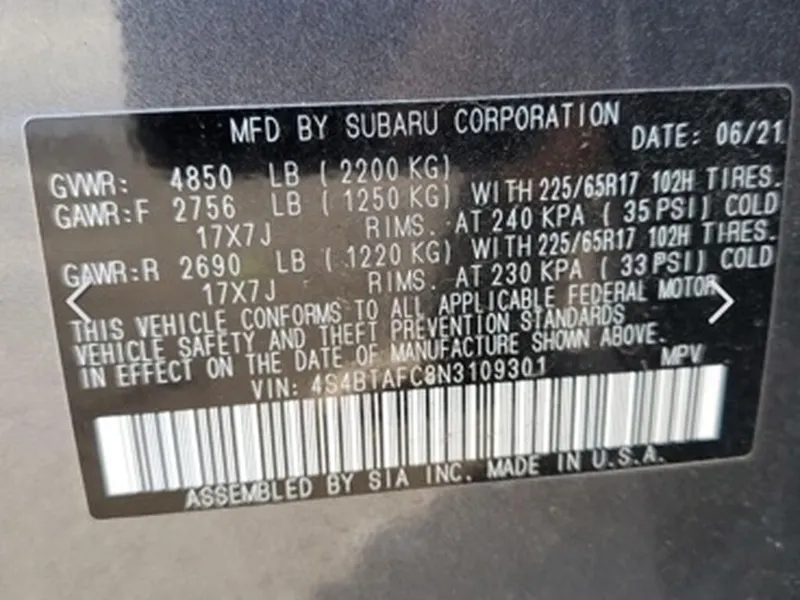 MFD BY SUBARU CORPORATION DATE: 06/21
GVWR: 4850 LB (2200 KG)
GAWR:F 2756 LB (1250 KG) WITH 225/65R17 102H TIRES.
17X7J RIMS. AT 240 KPA (35 PSI) COLD
GAWR:R 2690 LB (1220 KG) WITH 225/65R17 102H TIRES.
17X7J RIMS. AT 230 KPA (33 PSI) COLD
THIS VEHICLE CONFORMS TO ALL APPLICABLE FEDERAL MOTOR
VEHICLE SAFETY AND THEFT PREVENTION STANDARDS
IN EFFECT ON THE DATE OF MANUFACTURE SHOWN ABOVE.
VIN: 4S4BTAFC8N3109301 MPV
ASSEMBLED BY SIA INC. MADE IN U.S.A.